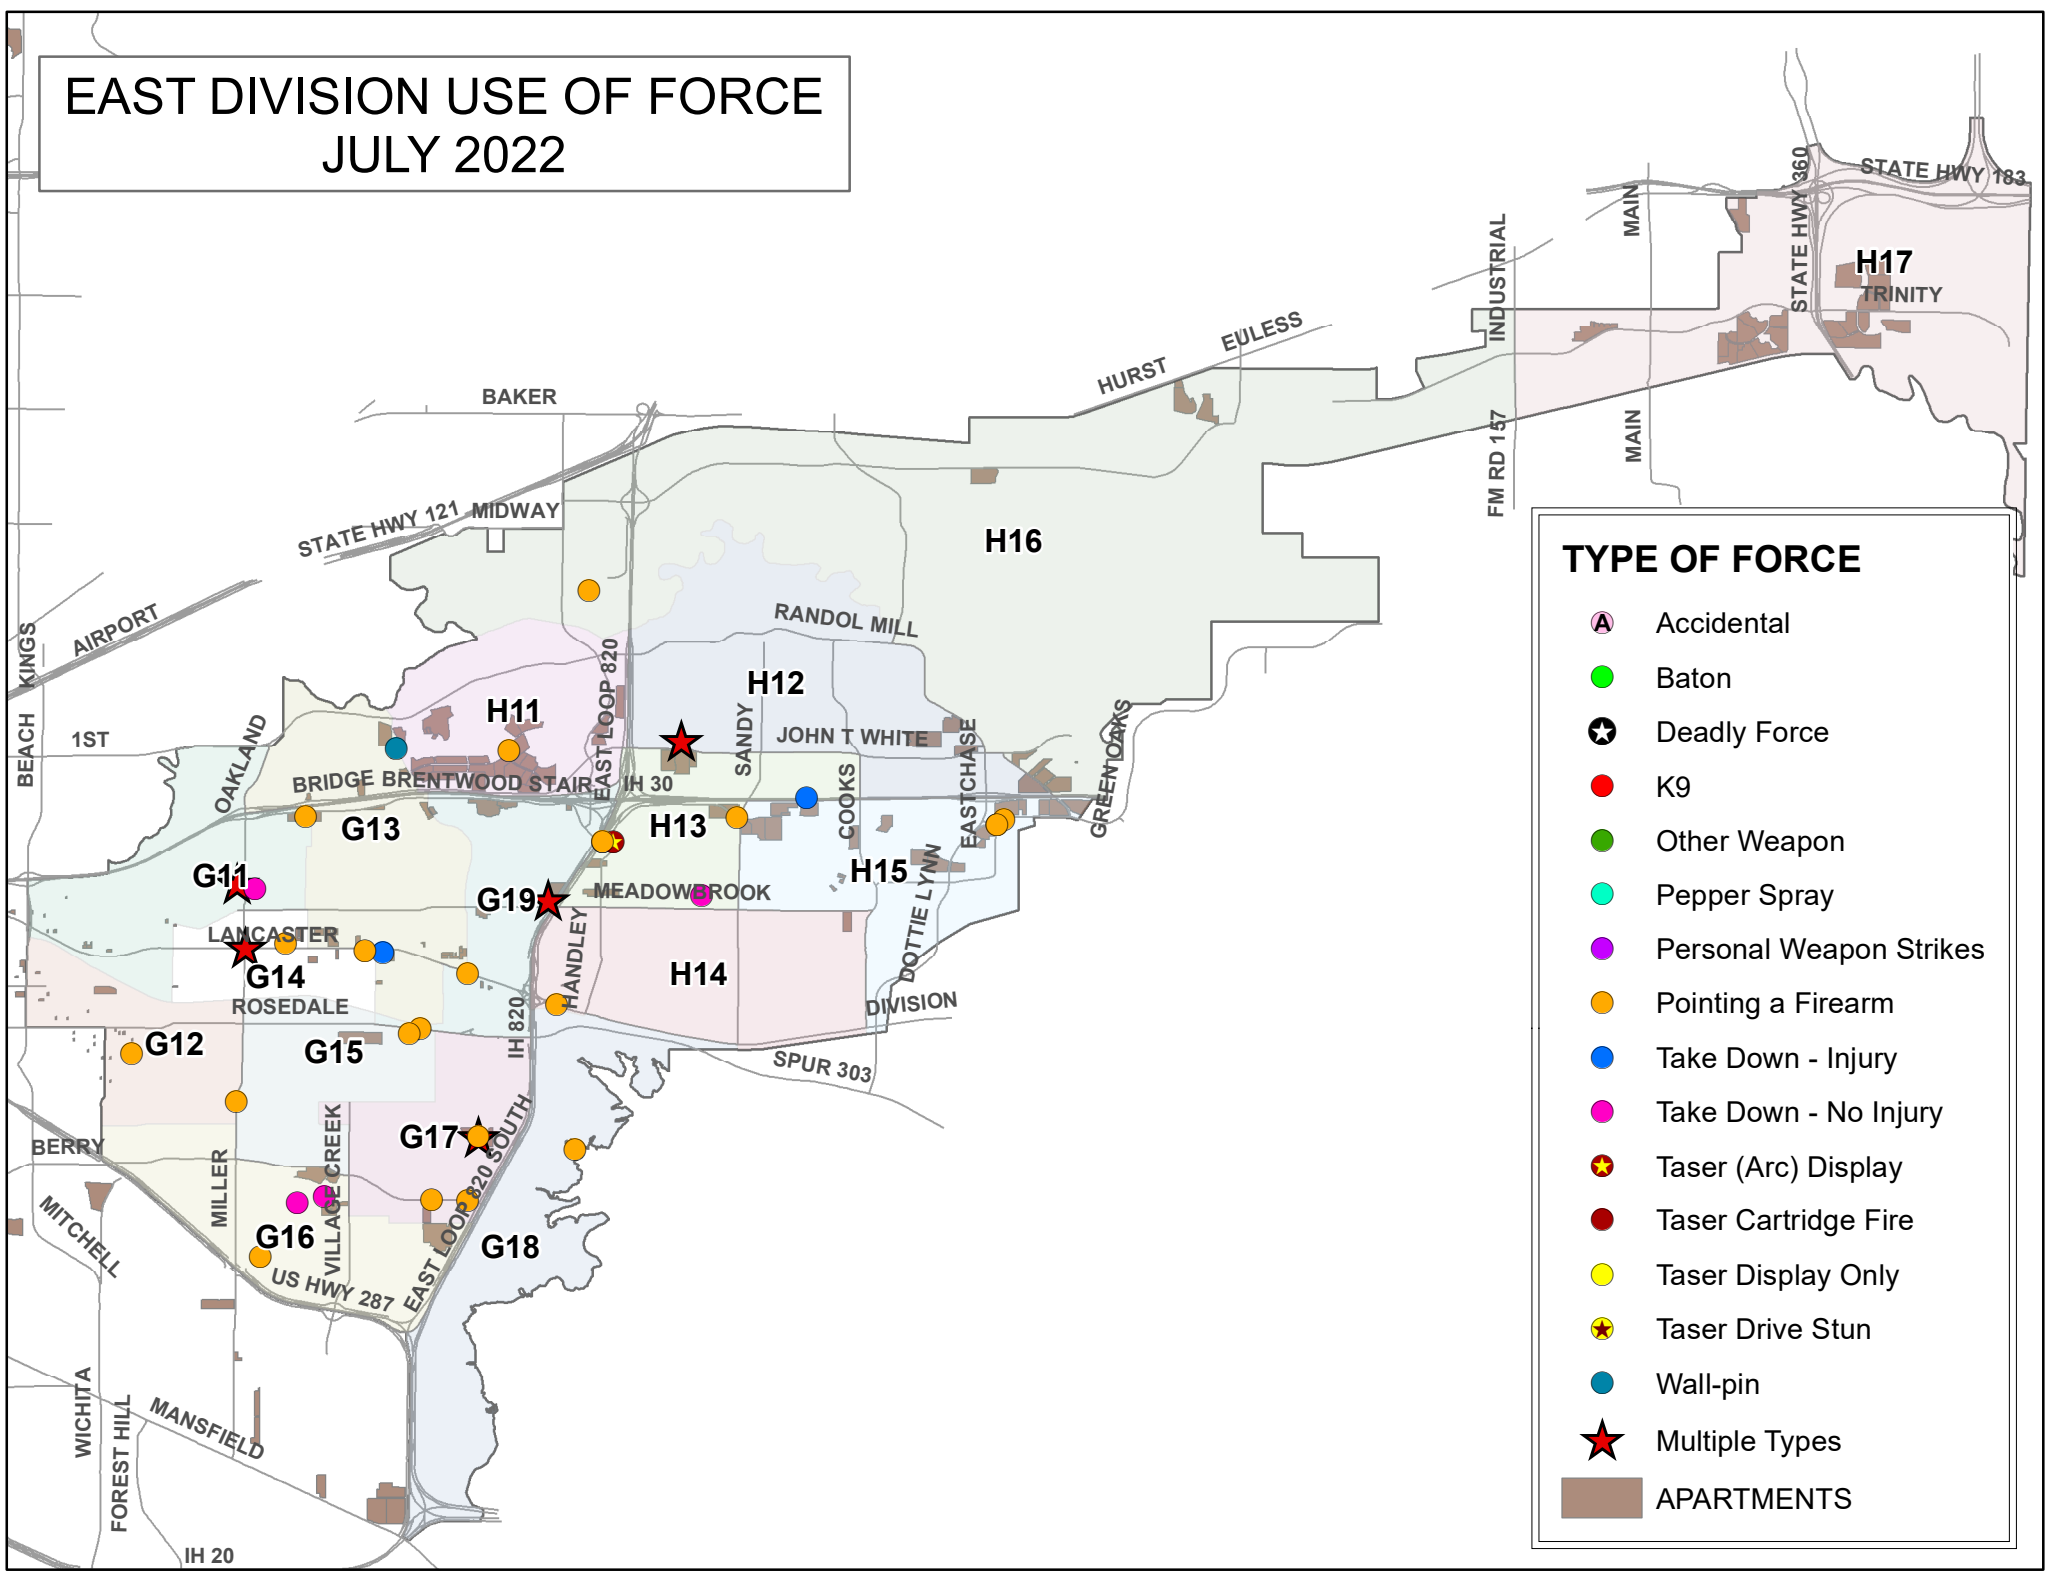 EAST DIVISION USE OF FORCE
JULY 2022
STATE HWY 183
STATE HWY 360
MAIN
INDUSTRIAL
H17
TRINITY
EULESS
HURST
BAKER
FM RD 157
MAIN
STATE HWY 121
MIDWAY
H16
AIRPORT
RANDOL MILL
KINGS
BEACH
EAST LOOP 820
H12
H11
SANDY
JOHN T WHITE
EASTCHASE
GREEN OAKS
OAKS
1ST
OAKLAND
BRIDGE
BRENTWOOD STAIR
IH 30
COOKS
G13
H13
H15
G11
G19
MEADOWBROOK
DOTTIE LYNN
LANCASTER
G14
HANDLEY
H14
ROSEDALE
DIVISION
IH 820
G12
G15
SPUR 303
BERRY
G17
MILLER
VILLAGE CREEK
EAST LOOP 820 SOUTH
MITCHELL
G16
G18
US HWY 287
WICHITA
FOREST HILL
MANSFIELD
IH 20
TYPE OF FORCE
A Accidental
Baton
Deadly Force
K9
Other Weapon
Pepper Spray
Personal Weapon Strikes
Pointing a Firearm
Take Down - Injury
Take Down - No Injury
Taser (Arc) Display
Taser Cartridge Fire
Taser Display Only
Taser Drive Stun
Wall-pin
Multiple Types
APARTMENTS